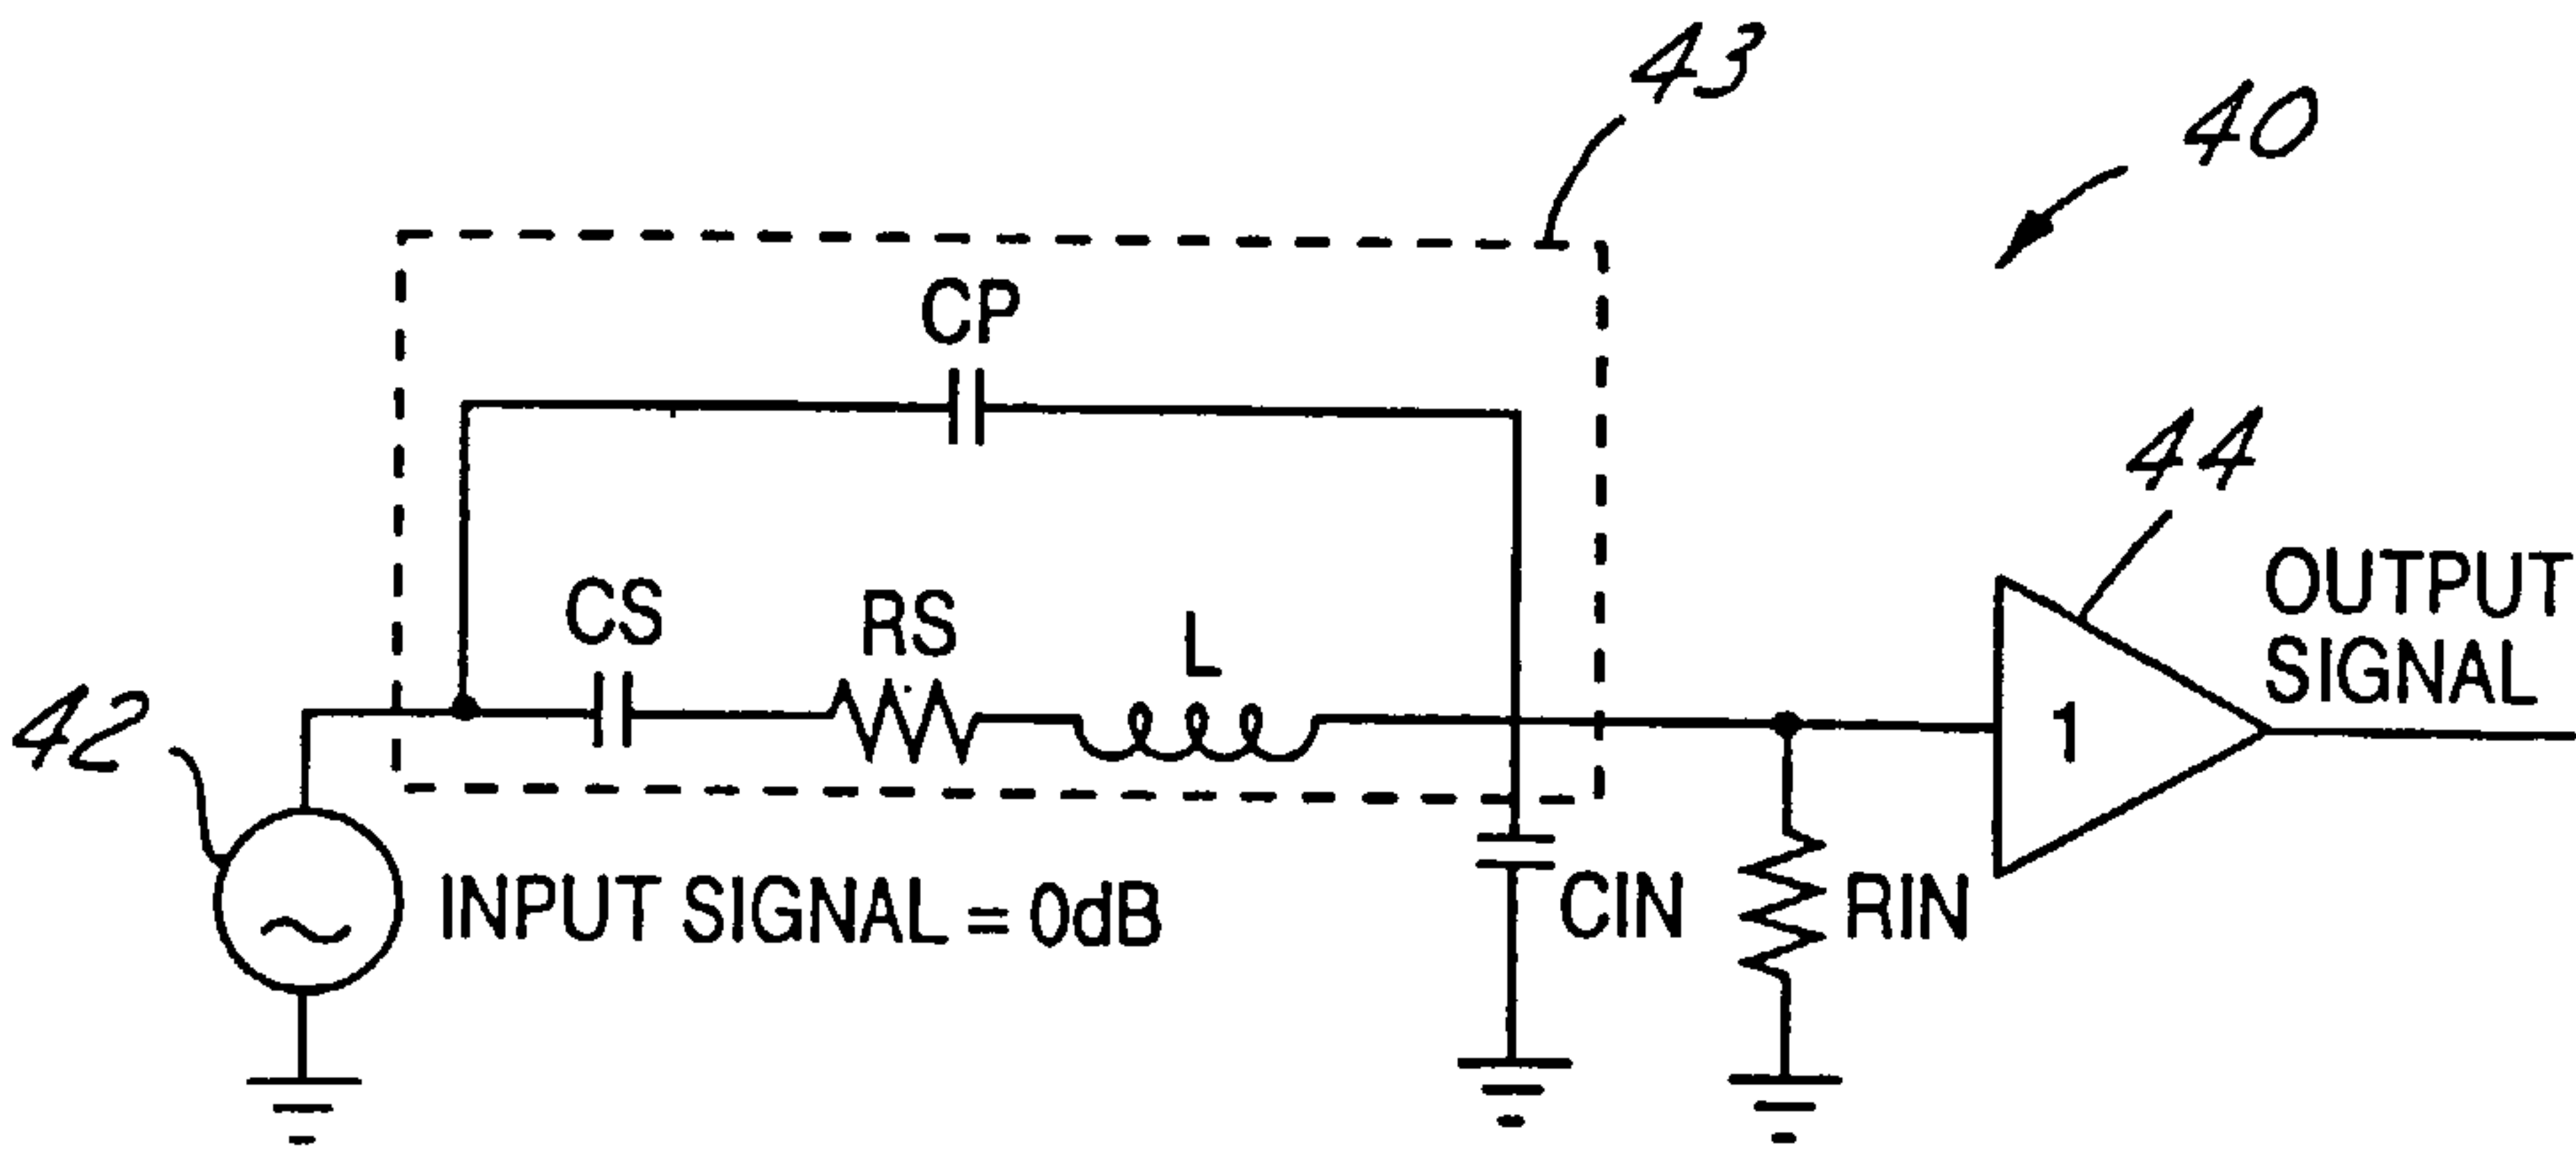 43
40
CP
44
CS
RS
L
OUTPUT
SIGNAL
42
1
INPUT SIGNAL = 0dB
CIN
RIN